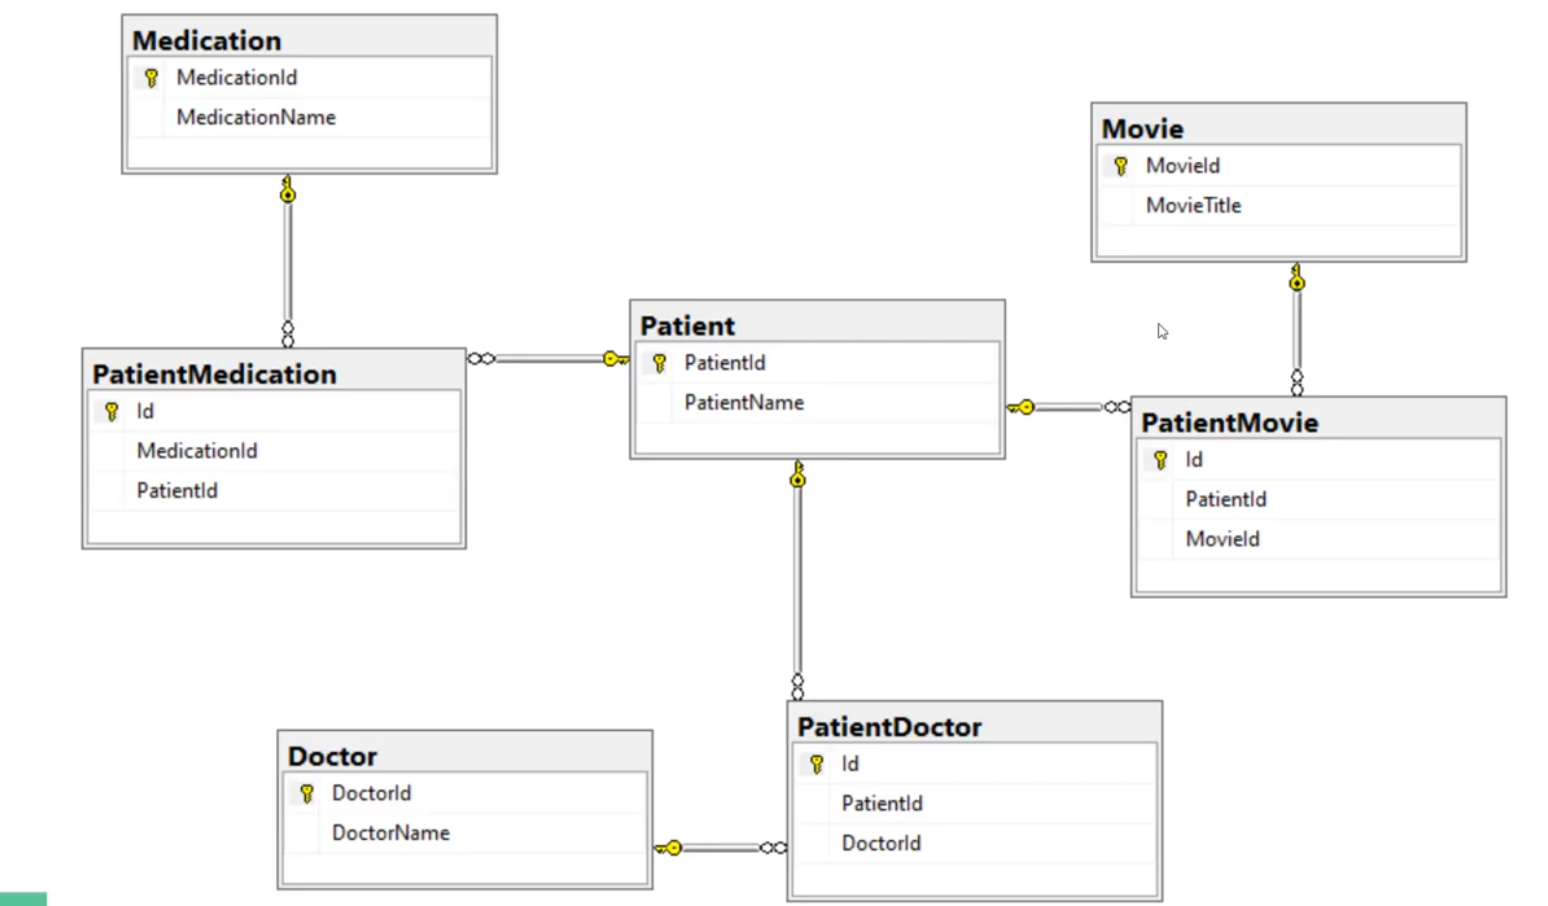 Medication
MedicationId
MedicationName
Movie
MovieId
MovieTitle
Patient
PatientId
PatientName
PatientMedication
Id
MedicationId
PatientId
PatientMovie
Id
PatientId
MovieId
Doctor
DoctorId
DoctorName
PatientDoctor
Id
PatientId
DoctorId